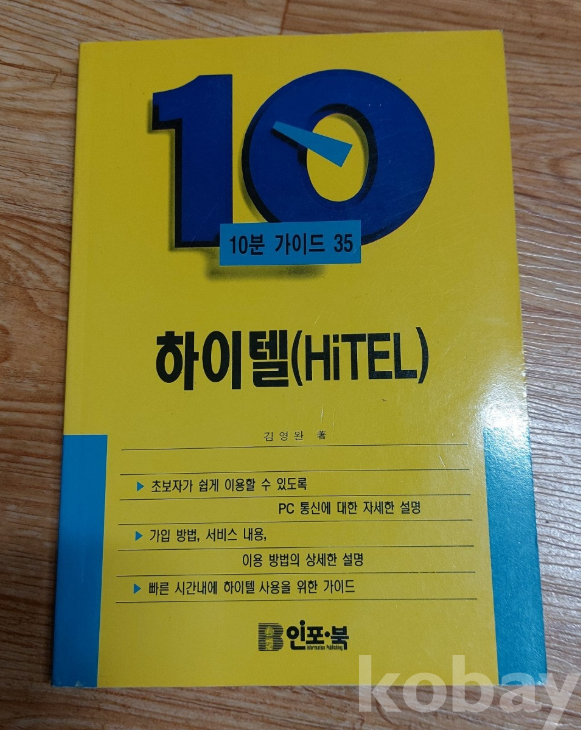 10
10분 가이드 35
하이텔(HiTEL)
김영완 著
▶ 초보자가 쉽게 이용할 수 있도록
PC 통신에 대한 자세한 설명
▶ 가입 방법, 서비스 내용,
이용 방법의 상세한 설명
▶ 빠른 시간내에 하이텔 사용을 위한 가이드
인포·북
Information Publishing
kobay